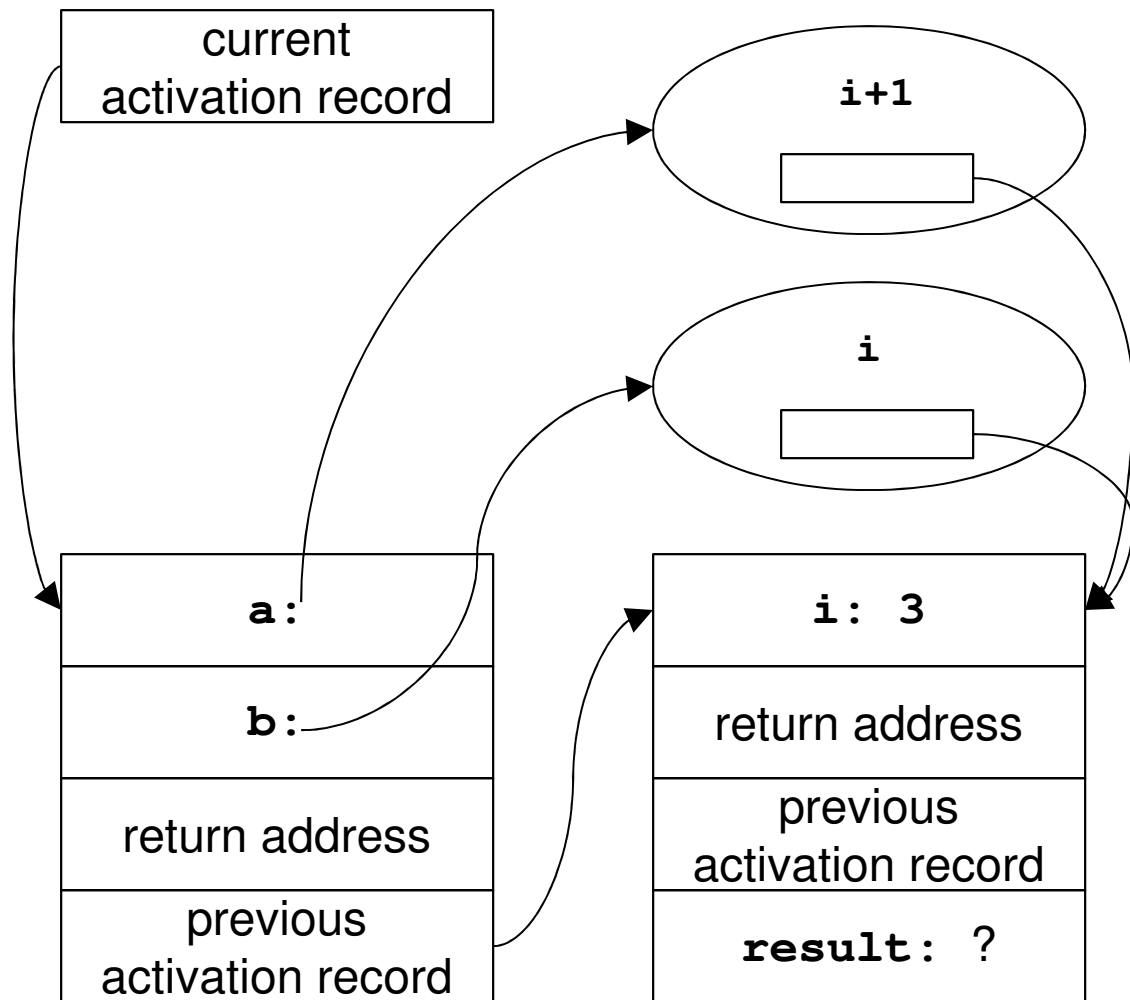 current
activation record
i+1
i
a:
b:
return address
previous
activation record
i: 3
return address
previous
activation record
result: ?